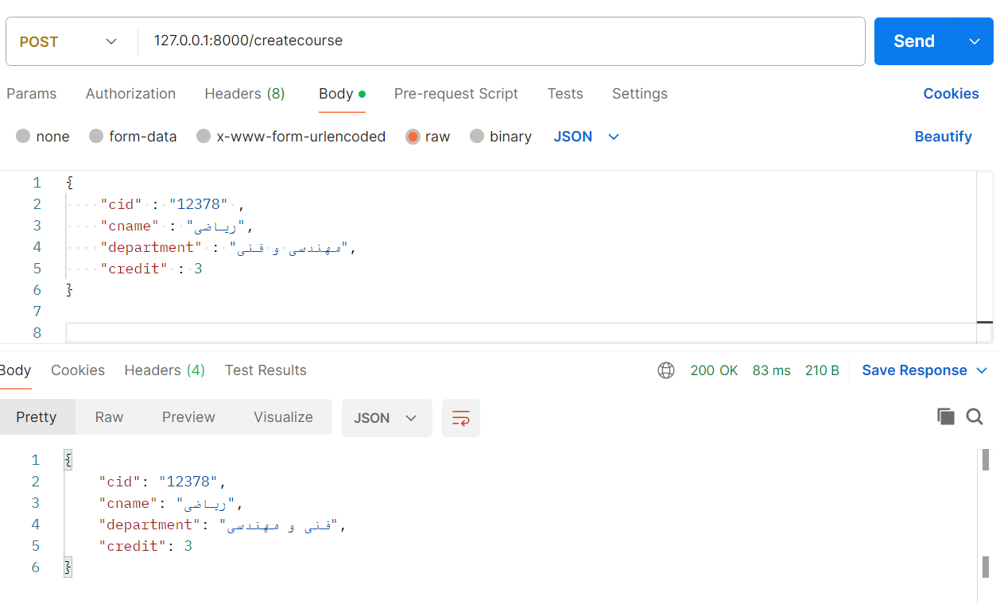 POST 127.0.0.1:8000/createcourse Send
Params Authorization Headers (8) Body Pre-request Script Tests Settings Cookies
none form-data x-www-form-urlencoded raw binary JSON Beautify
1 {
2 "cid" : "12378" ,
3 "cname" : "ریاضی",
4 "department" : "مهندسی و فنی",
5 "credit" : 3
6 }
7
8
Body Cookies Headers (4) Test Results 200 OK 83 ms 210 B Save Response
Pretty Raw Preview Visualize JSON
1 {
2 "cid": "12378",
3 "cname": "ریاضی",
4 "department": "فنی و مهندسی",
5 "credit": 3
6 }